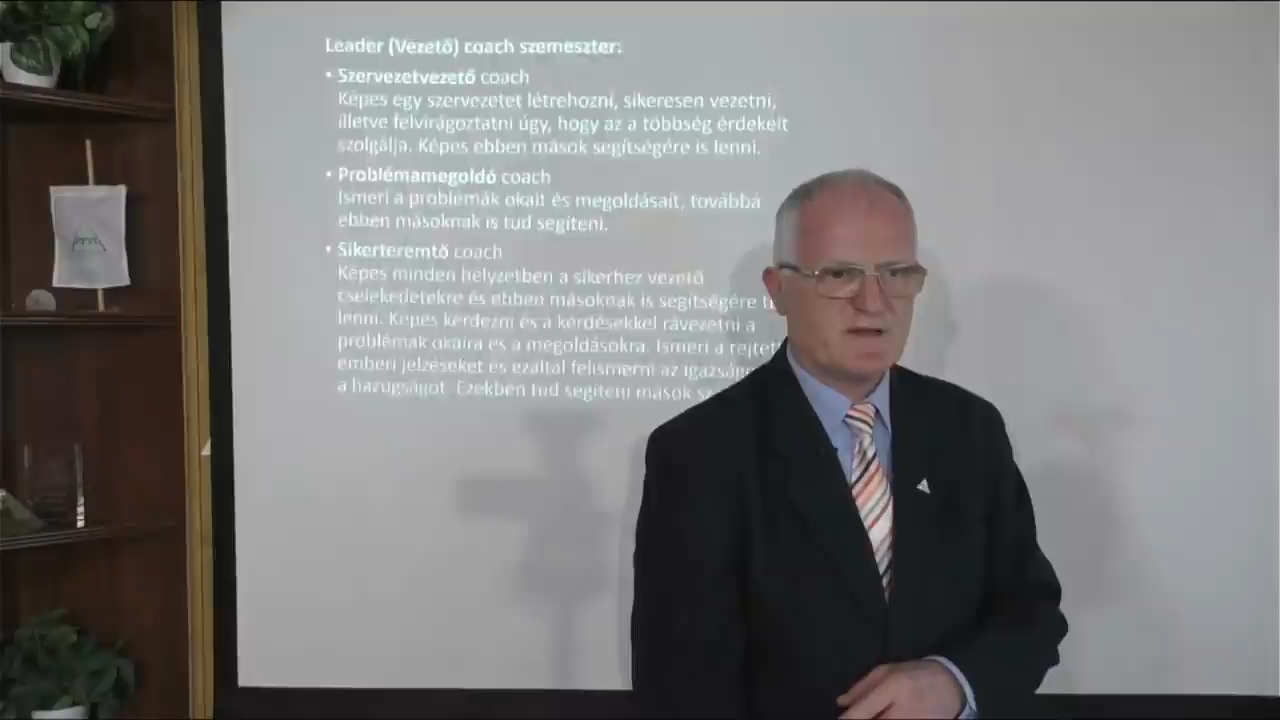 Leader (Vezető) coach szemeszter:
• Szervezetvezető coach
Képes egy szervezetet létrehozni, sikeresen vezetni,
illetve felvirágoztatni úgy, hogy az a többség érdekeit
szolgálja. Képes ebben mások segítségére is lenni.
• Problémamegoldó coach
Ismeri a problémák okait és megoldásait, továbbá
ebben másoknak is tud segíteni.
• Sikerteremtő coach
Képes minden helyzetben a sikerhez vezető
cselekedetekre és ebben másoknak is segítségére
lenni. Képes kérdezni és a kérdésekkel rávezetni a
problémák okaira és a megoldásokra. Ismeri a
emberi jelzéseket és ezáltal felismerni az
a hazugságot. Ezekben tud segíteni mások